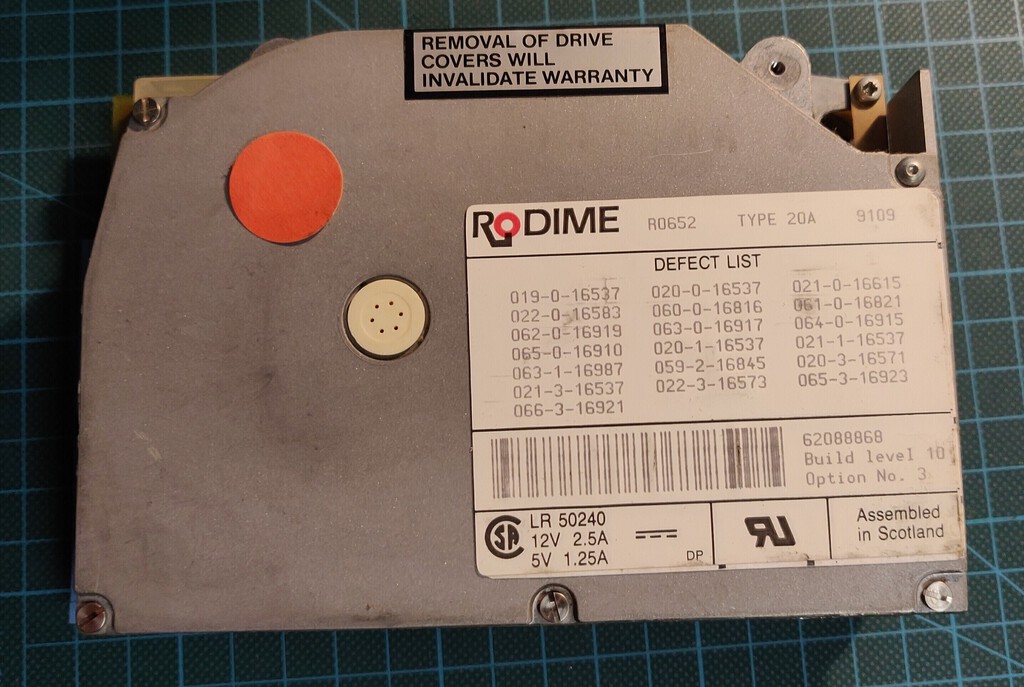 REMOVAL OF DRIVE
COVERS WILL
INVALIDATE WARRANTY
RODIME RO652 TYPE 20A 9109
DEFECT LIST
019-0-16537 020-0-16537 021-0-16615
022-0-16583 060-0-16816 061-0-16821
062-0-16919 063-0-16917 064-0-16915
065-0-16910 020-1-16537 021-1-16537
063-1-16987 059-2-16845 020-3-16571
021-3-16537 022-3-16573 065-3-16923
066-3-16921
62088868
Build level 10
Option No. 3
SA LR 50240
12V 2.5A
5V 1.25A
DP
RU
Assembled
in Scotland